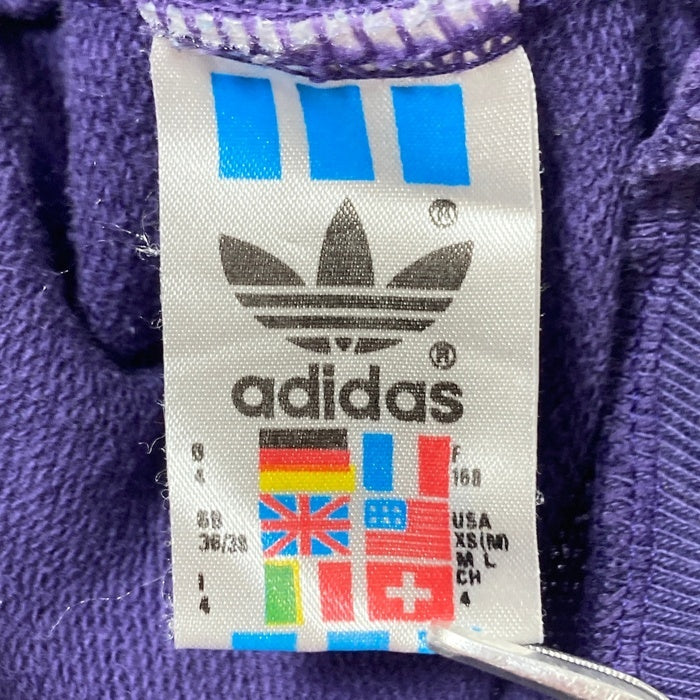 M
R
adidas
4
F
168
GB
36/38
USA
XS(M)
M L
I
4
CH
4